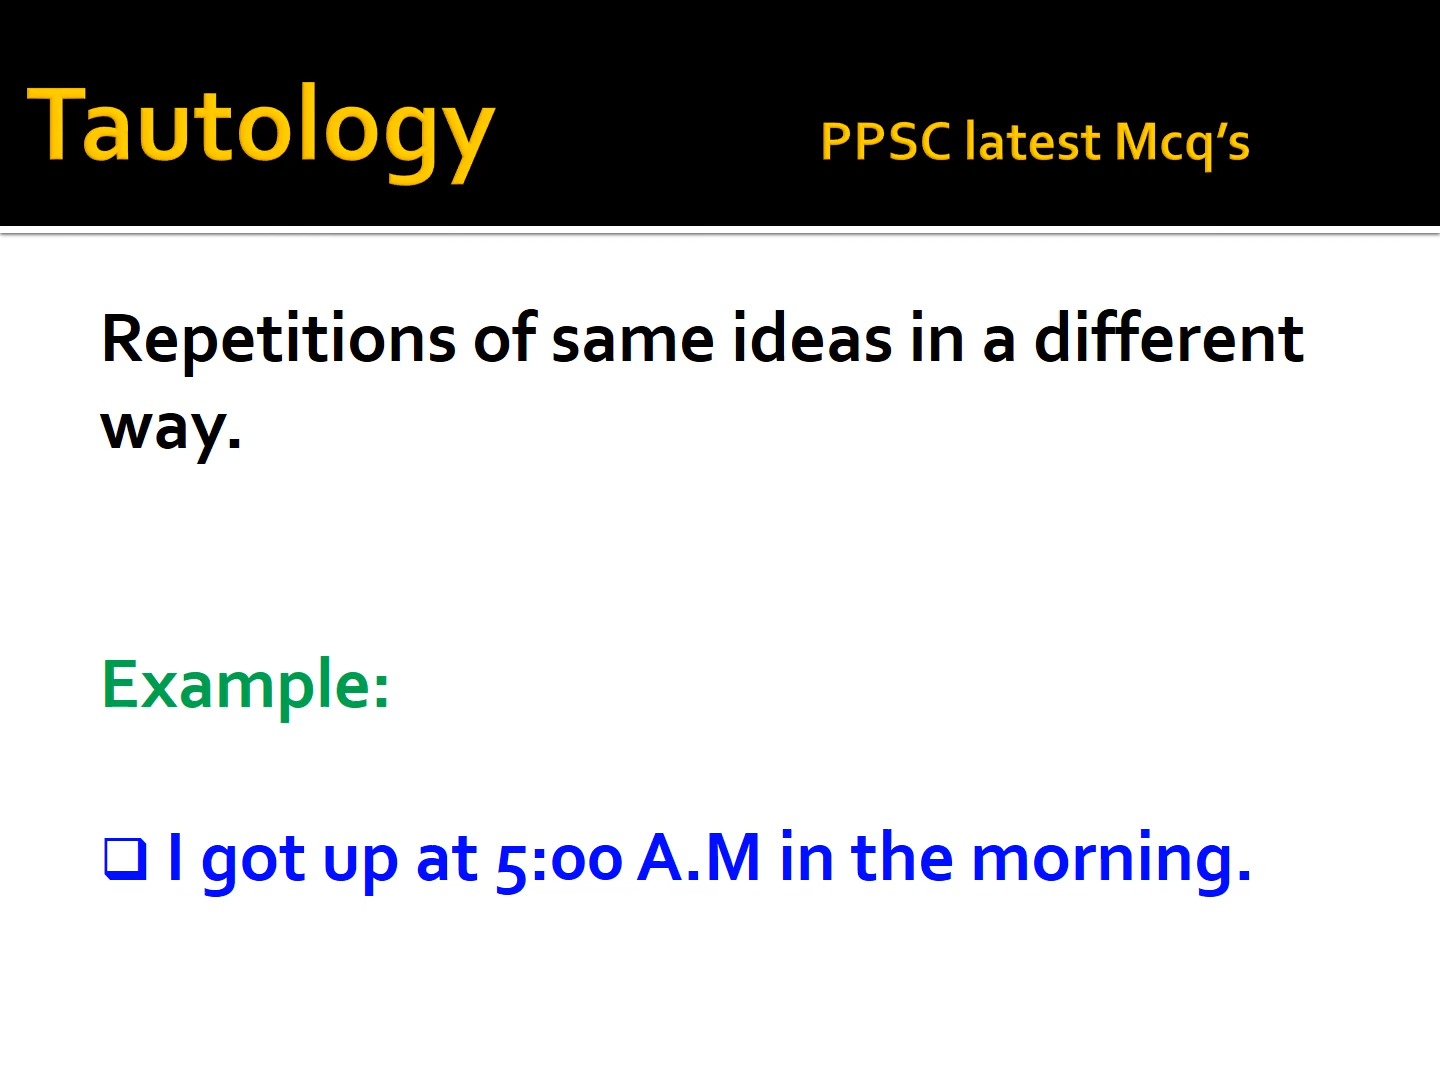 Tautology
PPSC latest Mcq’s
Repetitions of same ideas in a different
way.
Example:
❑ I got up at 5:00 A.M in the morning.